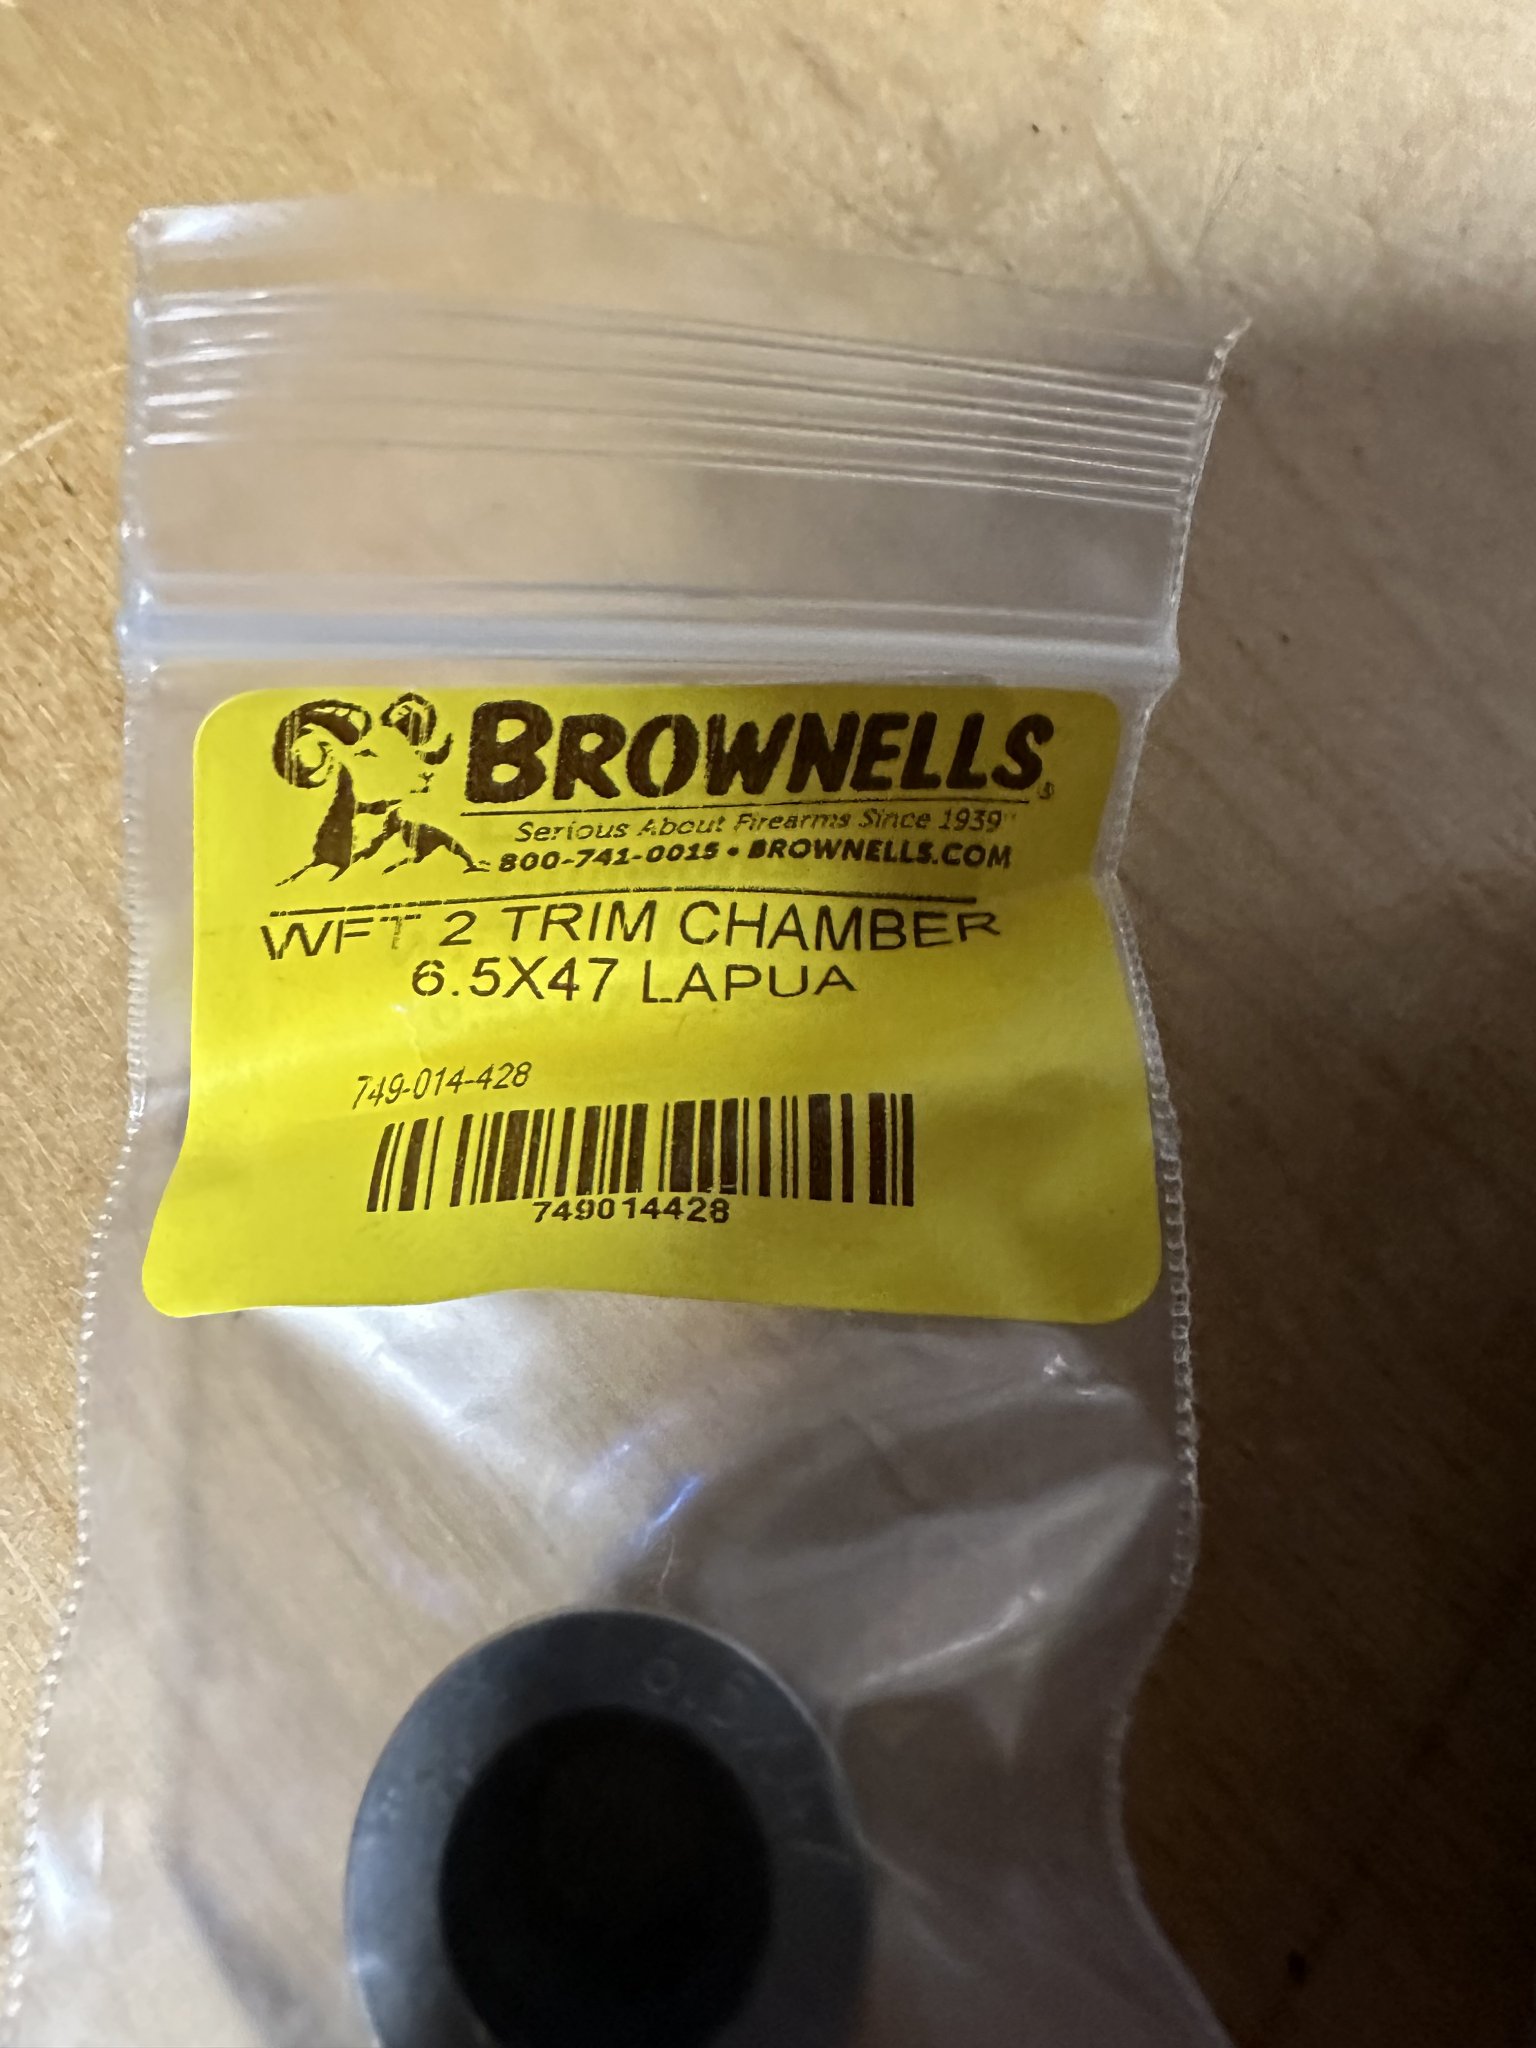 BROWNELLS
Serious About Firearms Since 1939
800-741-0015 • BROWNELLS.COM
WFT 2 TRIM CHAMBER
6.5X47 LAPUA
749-014-428
749014428